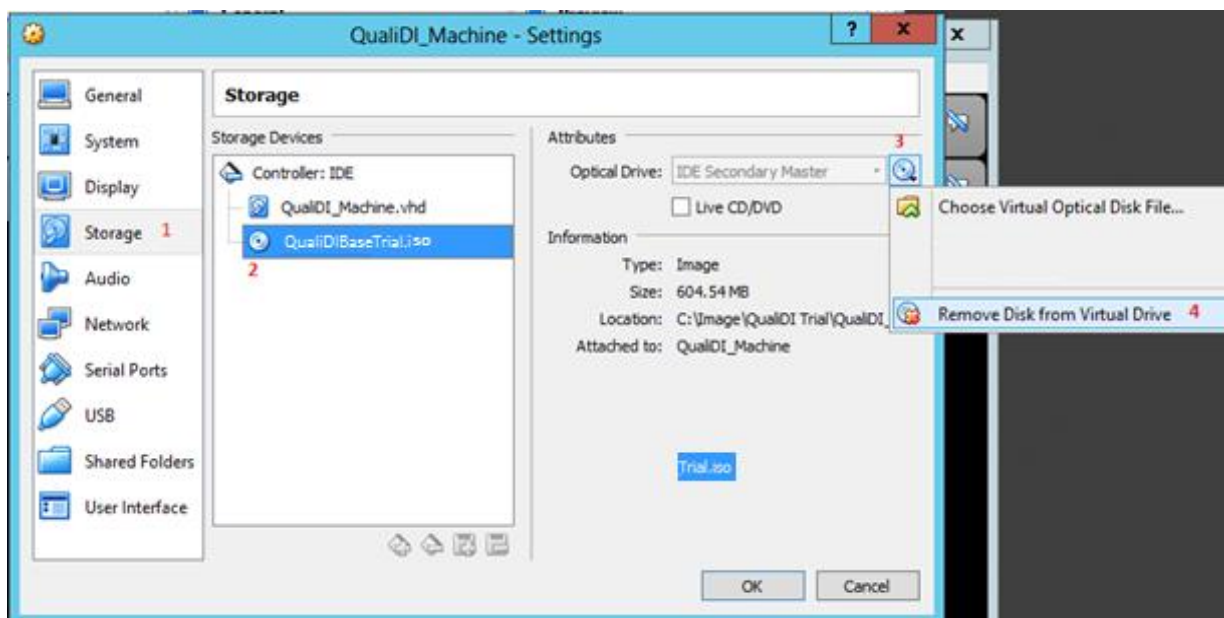 QualiDI_Machine - Settings
?
x
x
General
System
Display
Storage 1
Audio
Network
Serial Ports
USB
Shared Folders
User Interface
Storage
Storage Devices
Controller: IDE
QualiDI_Machine.vhd
QualiDIBaseTrial.iso
2
Attributes
3
Optical Drive: IDE Secondary Master
Live CD/DVD
Information
Type: Image
Size: 604.54 MB
Location: C:\Image\QualiDI Trial\QualiDI_
Attached to: QualiDI_Machine
Trial.iso
Choose Virtual Optical Disk File...
Remove Disk from Virtual Drive 4
OK
Cancel